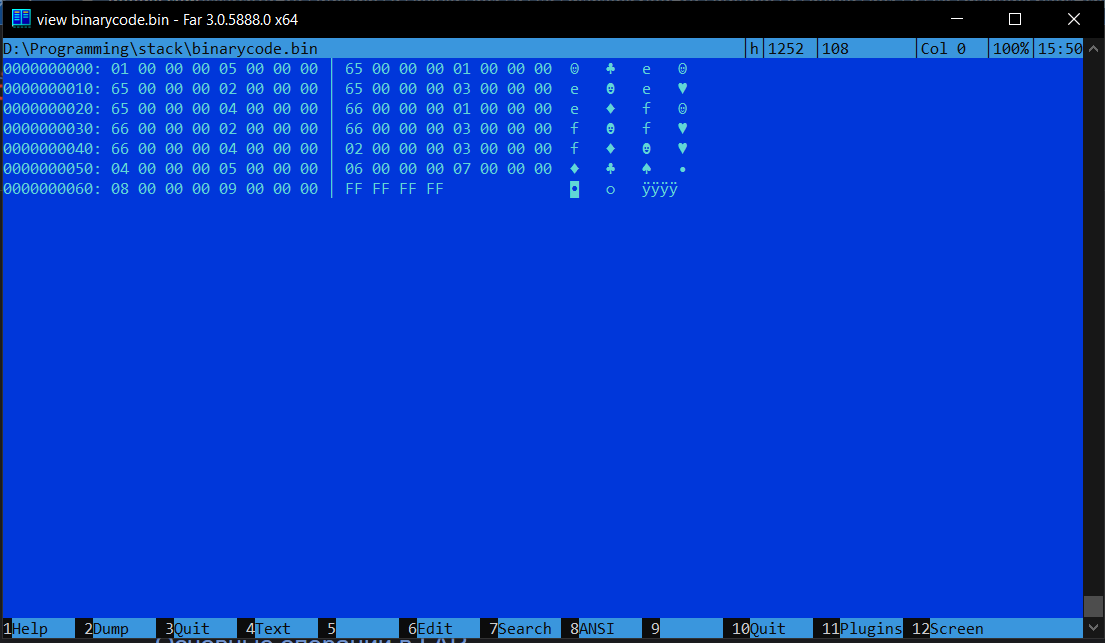 view binarycode.bin - Far 3.0.5888.0 x64
D:\Programming\stack\binarycode.bin │h│1252 │108 │Col 0 │100%│15:50
0000000000: 01 00 00 00 05 00 00 00 │ 65 00 00 00 01 00 00 00 ☺ ♣ e ☺
0000000010: 65 00 00 00 02 00 00 00 │ 65 00 00 00 03 00 00 00 e ☻ e ♥
0000000020: 65 00 00 00 04 00 00 00 │ 66 00 00 00 01 00 00 00 e ♦ f ☺
0000000030: 66 00 00 00 02 00 00 00 │ 66 00 00 00 03 00 00 00 f ☻ f ♥
0000000040: 66 00 00 00 04 00 00 00 │ 02 00 00 00 03 00 00 00 f ♦ ☻ ♥
0000000050: 04 00 00 00 05 00 00 00 │ 06 00 00 00 07 00 00 00 ♦ ♣ ♠ •
0000000060: 08 00 00 00 09 00 00 00 │ FF FF FF FF ◘ ○ ÿÿÿÿ
1Help 2Dump 3Quit 4Text 5 6Edit 7Search 8ANSI 9 10Quit 11Plugins 12Screen